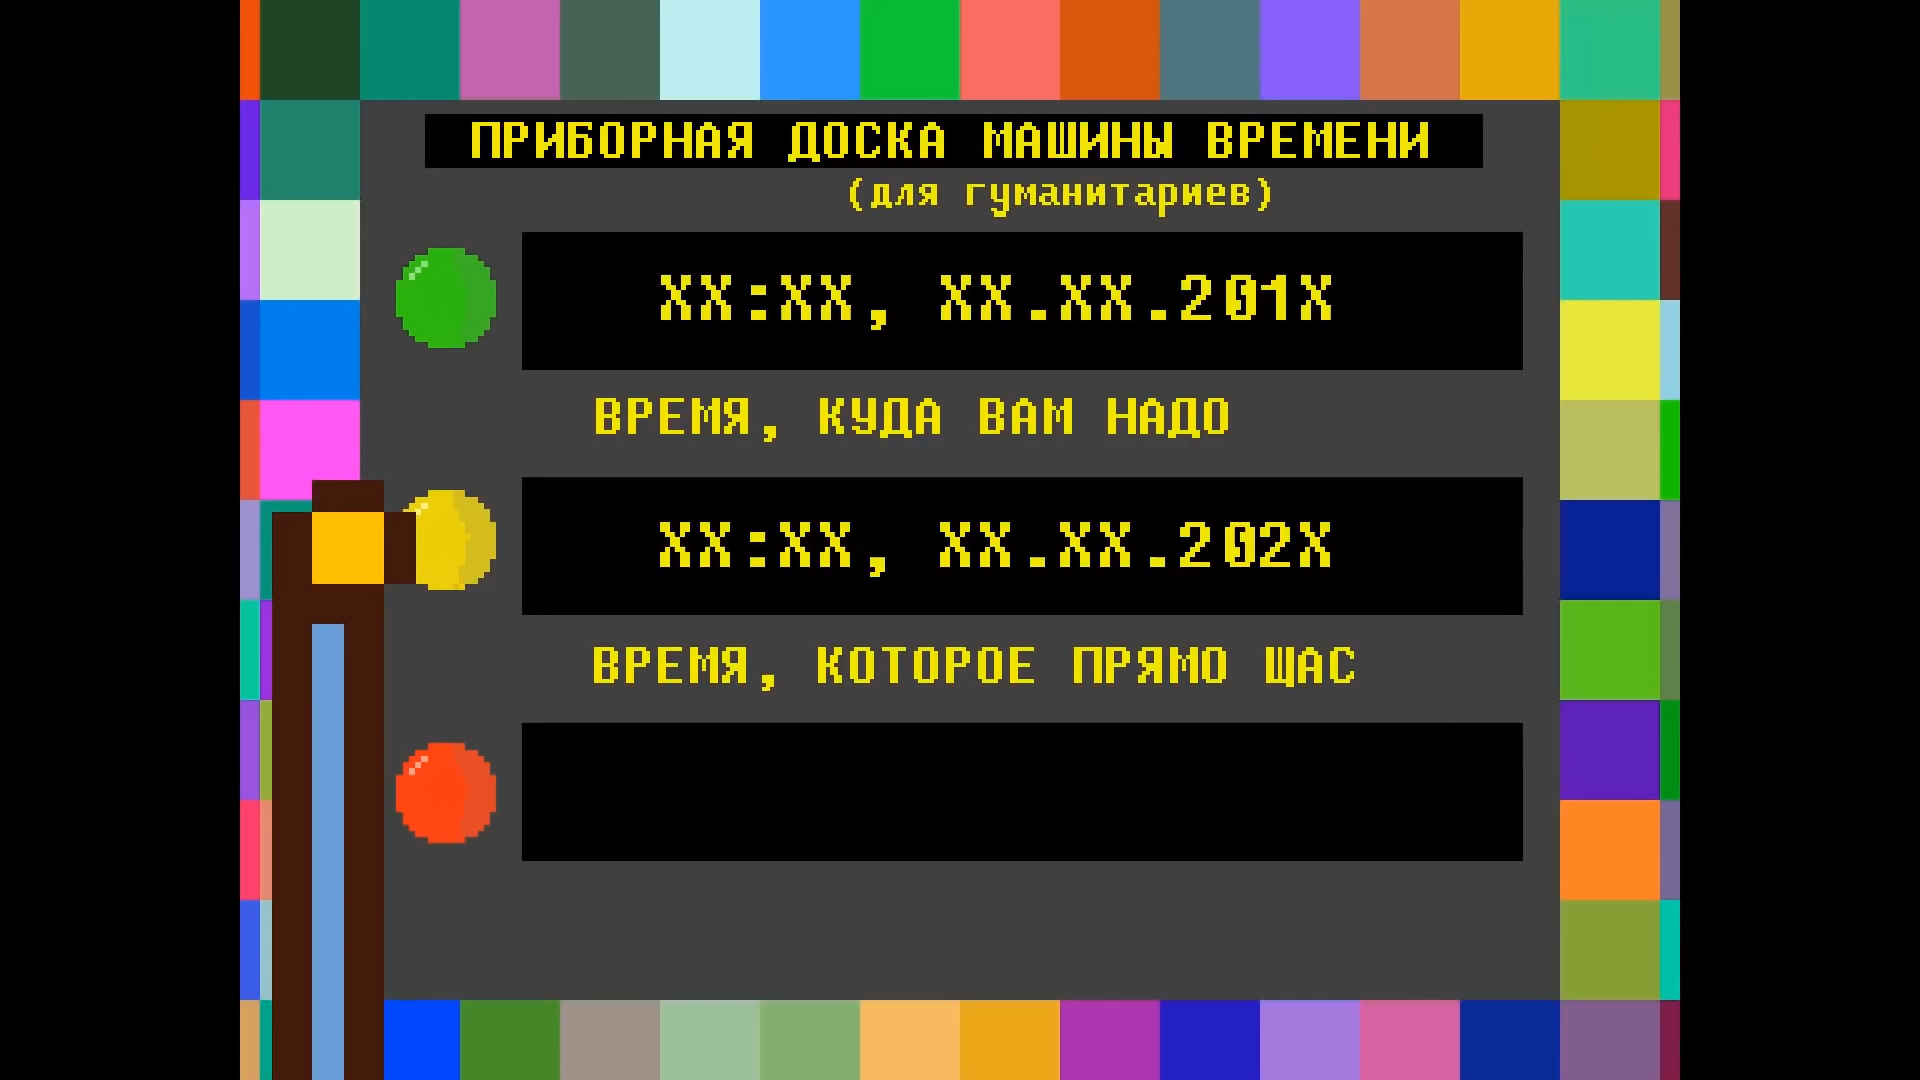 ПРИБОРНАЯ ДОСКА МАШИНЫ ВРЕМЕНИ
(для гуманитариев)
XX:XX, XX.XX.201X
ВРЕМЯ, КУДА ВАМ НАДО
XX:XX, XX.XX.202X
ВРЕМЯ, КОТОРОЕ ПРЯМО ЩАС